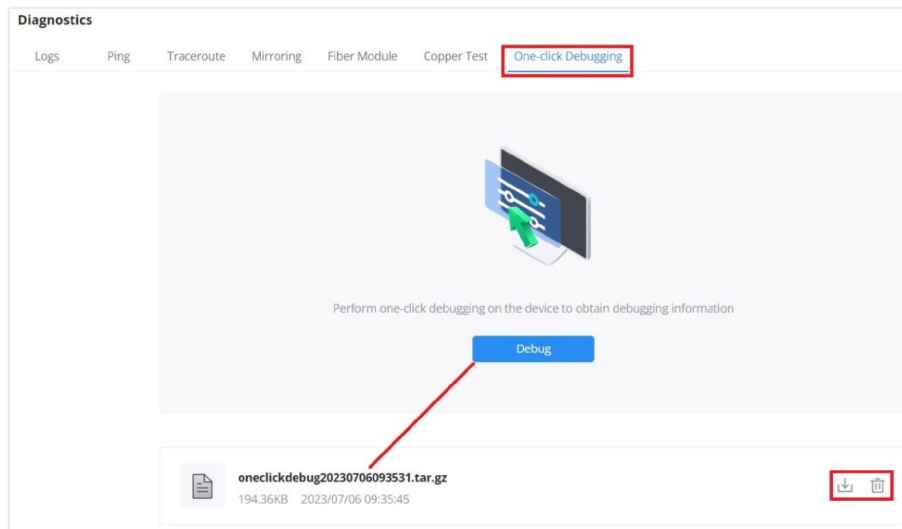 Diagnostics
Logs Ping Traceroute Mirroring Fiber Module Copper Test One-click Debugging
Perform one-click debugging on the device to obtain debugging information
Debug
oneclickdebug20230706093531.tar.gz
194.36KB 2023/07/06 09:35:45